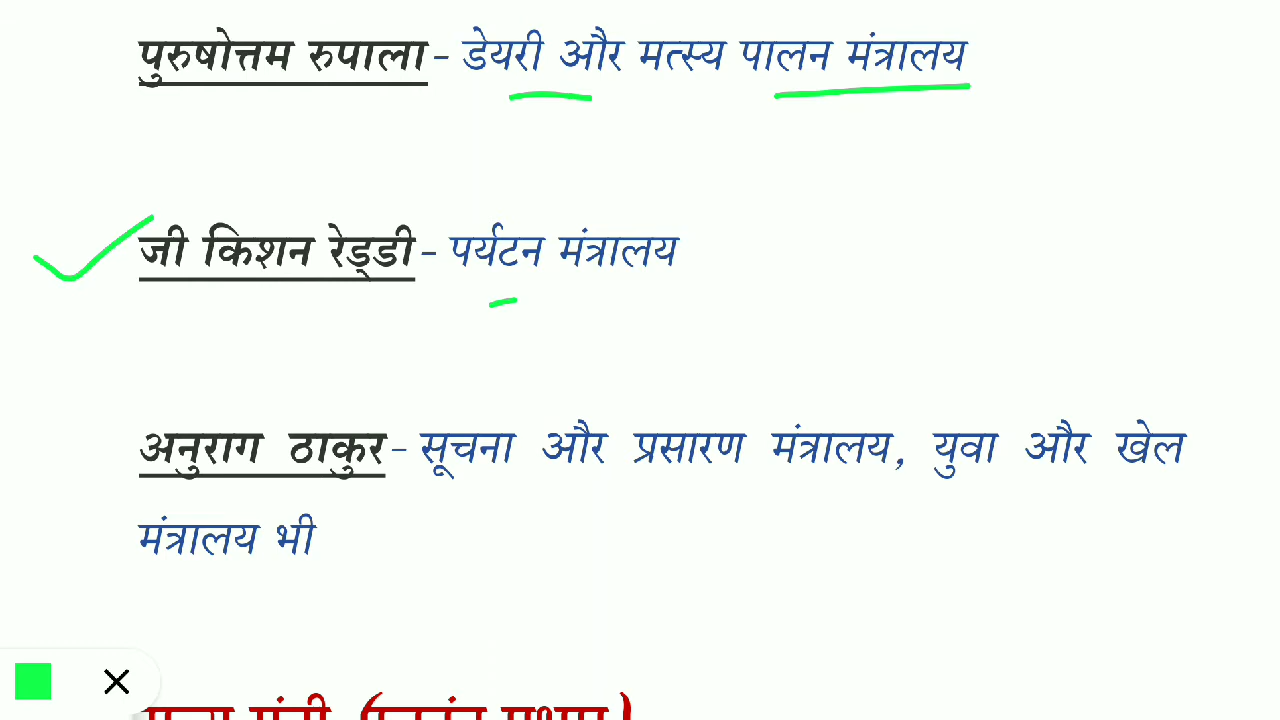 पुरुषोत्तम रुपाला- डेयरी और मत्स्य पालन मंत्रालय
जी किशन रेड्डी- पर्यटन मंत्रालय
अनुराग ठाकुर- सूचना और प्रसारण मंत्रालय, युवा और खेल
मंत्रालय भी